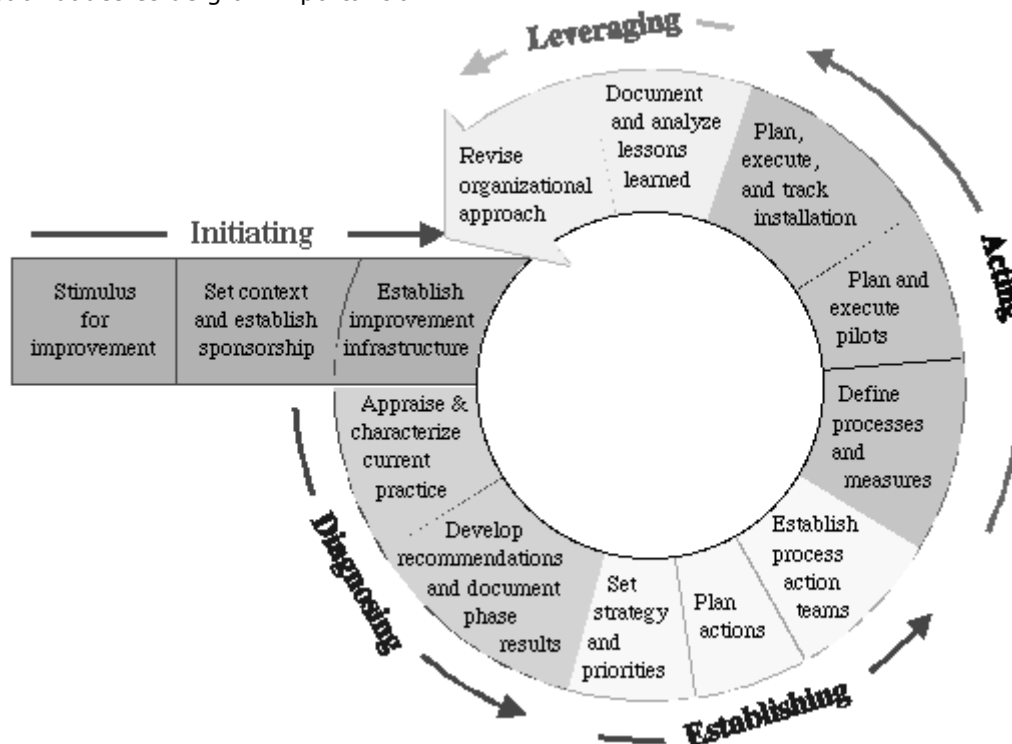 Leveraging
Document
and analyze
lessons
learned
Revise
organizational
approach
Plan,
execute,
and track
installation
Acting
Plan and
execute
pilots
Define
processes
and
measures
Initiating
Stimulus
for
improvement
Set context
and establish
sponsorship
Establish
improvement
infrastructure
Appraise &
characterize
current
practice
Diagnosing
Develop
recommendations
and document
phase
results
Set
strategy
and
priorities
Plan
actions
Establish
process
action
teams
Establishing